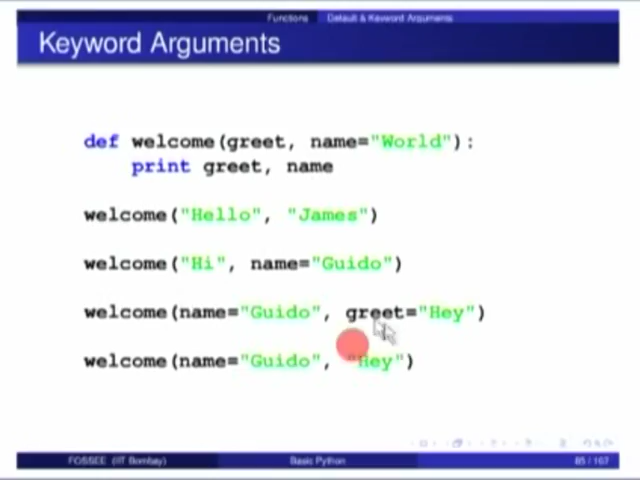 Functions Default & Keyword Arguments
Keyword Arguments
def welcome(greet, name="World"):
print greet, name
welcome("Hello", "James")
welcome("Hi", name="Guido")
welcome(name="Guido", greet="Hey")
welcome(name="Guido", "Hey")
FOSSEE (IIT Bombay) Basic Python 85 / 167